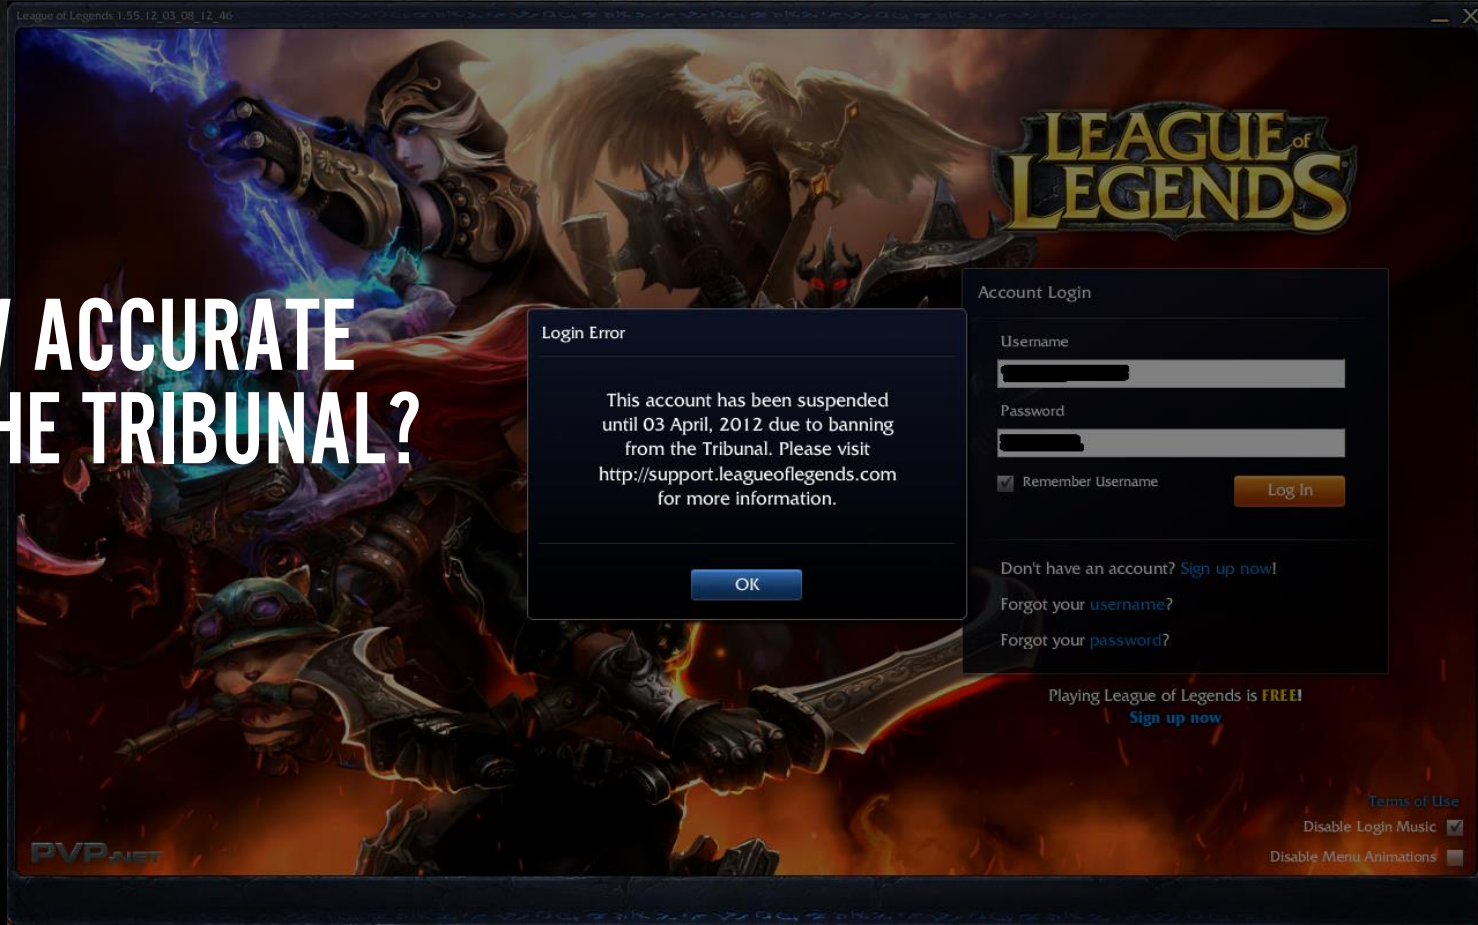 League of Legends 1.55.12_03_08_12_46
LEAGUE of
LEGENDS
ACCURATE
HE TRIBUNAL?
Login Error
This account has been suspended
until 03 April, 2012 due to banning
from the Tribunal. Please visit
http://support.leagueoflegends.com
for more information.
OK
Account Login
Username
Password
Remember Username
Log In
Don't have an account? Sign up now!
Forgot your username?
Forgot your password?
Playing League of Legends is FREE!
Sign up now
Terms of Use
Disable Login Music
Disable Menu Animations
PVP.NET